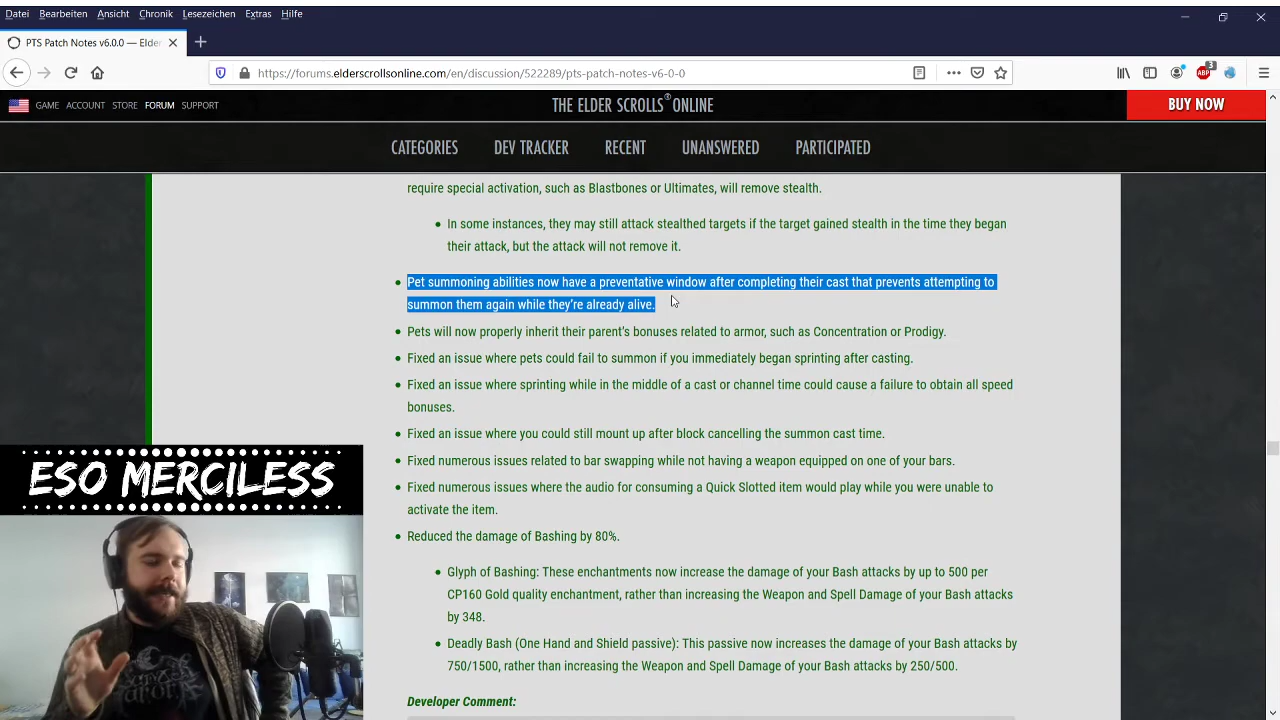 Datei Bearbeiten Ansicht Chronik Lesezeichen Extras Hilfe
PTS Patch Notes v6.0.0 — Elder
https://forums.elderscrollsonline.com/en/discussion/522289/pts-patch-notes-v6-0-0
ABP 3
GAME ACCOUNT STORE FORUM SUPPORT
THE ELDER SCROLLS® ONLINE
BUY NOW
CATEGORIES DEV TRACKER RECENT UNANSWERED PARTICIPATED
require special activation, such as Blastbones or Ultimates, will remove stealth.
In some instances, they may still attack stealthed targets if the target gained stealth in the time they began
their attack, but the attack will not remove it.
Pet summoning abilities now have a preventative window after completing their cast that prevents attempting to
summon them again while they're already alive.
Pets will now properly inherit their parent's bonuses related to armor, such as Concentration or Prodigy.
Fixed an issue where pets could fail to summon if you immediately began sprinting after casting.
Fixed an issue where sprinting while in the middle of a cast or channel time could cause a failure to obtain all speed
bonuses.
Fixed an issue where you could still mount up after block cancelling the summon cast time.
Fixed numerous issues related to bar swapping while not having a weapon equipped on one of your bars.
Fixed numerous issues where the audio for consuming a Quick Slotted item would play while you were unable to
activate the item.
Reduced the damage of Bashing by 80%.
Glyph of Bashing: These enchantments now increase the damage of your Bash attacks by up to 500 per
CP160 Gold quality enchantment, rather than increasing the Weapon and Spell Damage of your Bash attacks
by 348.
Deadly Bash (One Hand and Shield passive): This passive now increases the damage of your Bash attacks by
750/1500, rather than increasing the Weapon and Spell Damage of your Bash attacks by 250/500.
Developer Comment:
ESO MERCILESS